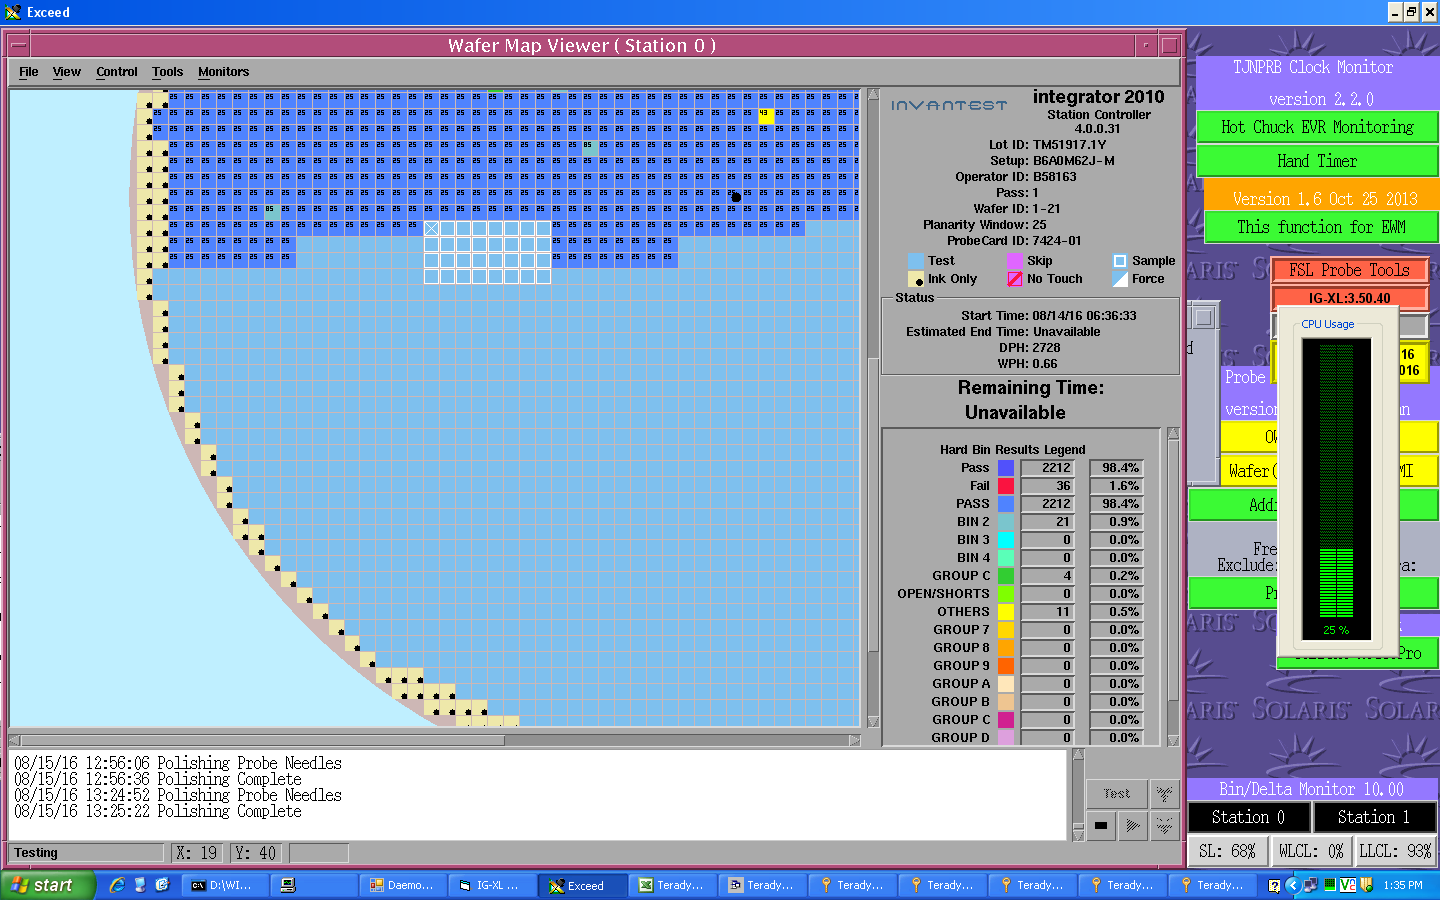 Exceed
Wafer Map Viewer ( Station 0 )
File View Control Tools Monitors
INVANTEST
integrator 2010
Station Controller
4.0.0.31
Lot ID: TM51917.1Y
Setup: B6A0M62J-M
Operator ID: B58163
Pass: 1
Wafer ID: 1-21
Planarity Window: 25
ProbeCard ID: 7424-01
Test Skip Sample
Ink Only No Touch Force
Status
Start Time: 08/14/16 06:36:33
Estimated End Time: Unavailable
DPH: 2728
WPH: 0.66
Remaining Time:
Unavailable
Hard Bin Results Legend
Pass 2212 98.4%
Fail 36 1.6%
PASS 2212 98.4%
BIN 2 21 0.9%
BIN 3 0 0.0%
BIN 4 0 0.0%
GROUP C 4 0.2%
OPEN/SHORTS 0 0.0%
OTHERS 11 0.5%
GROUP 7 0 0.0%
GROUP 8 0 0.0%
GROUP 9 0 0.0%
GROUP A 0 0.0%
GROUP B 0 0.0%
GROUP C 0 0.0%
GROUP D 0 0.0%
08/15/16 12:56:06 Polishing Probe Needles
08/15/16 12:56:36 Polishing Complete
08/15/16 13:24:52 Polishing Probe Needles
08/15/16 13:25:22 Polishing Complete
Test
Testing X: 19 Y: 40
TJNPRB Clock Monitor
version 2.2.0
Hot Chuck EVR Monitoring
Hand Timer
Version 1.6 Oct 25 2013
This function for EWM
FSL Probe Tools
IG-XL:3.50.40
CPU Usage
25 %
16
016
Probe
version
Wafer(
Exclude:
SOLARIS
Bin/Delta Monitor 10.00
Station 0 Station 1
SL: 68% WLCL: 0% LLCL: 93%
start
D:\WI...
Daemo...
IG-XL ...
Exceed
Terady...
Terady...
Terady...
Terady...
Terady...
Terady...
Terady...
1:35 PM